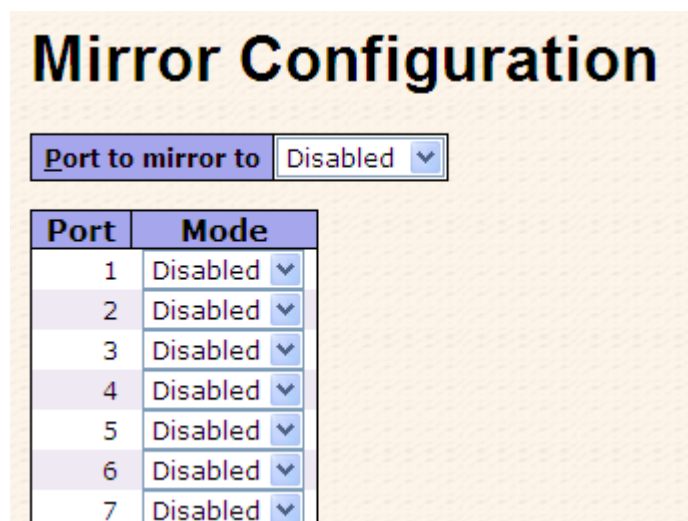 Mirror Configuration
Port to mirror to Disabled
Port Mode
1 Disabled
2 Disabled
3 Disabled
4 Disabled
5 Disabled
6 Disabled
7 Disabled